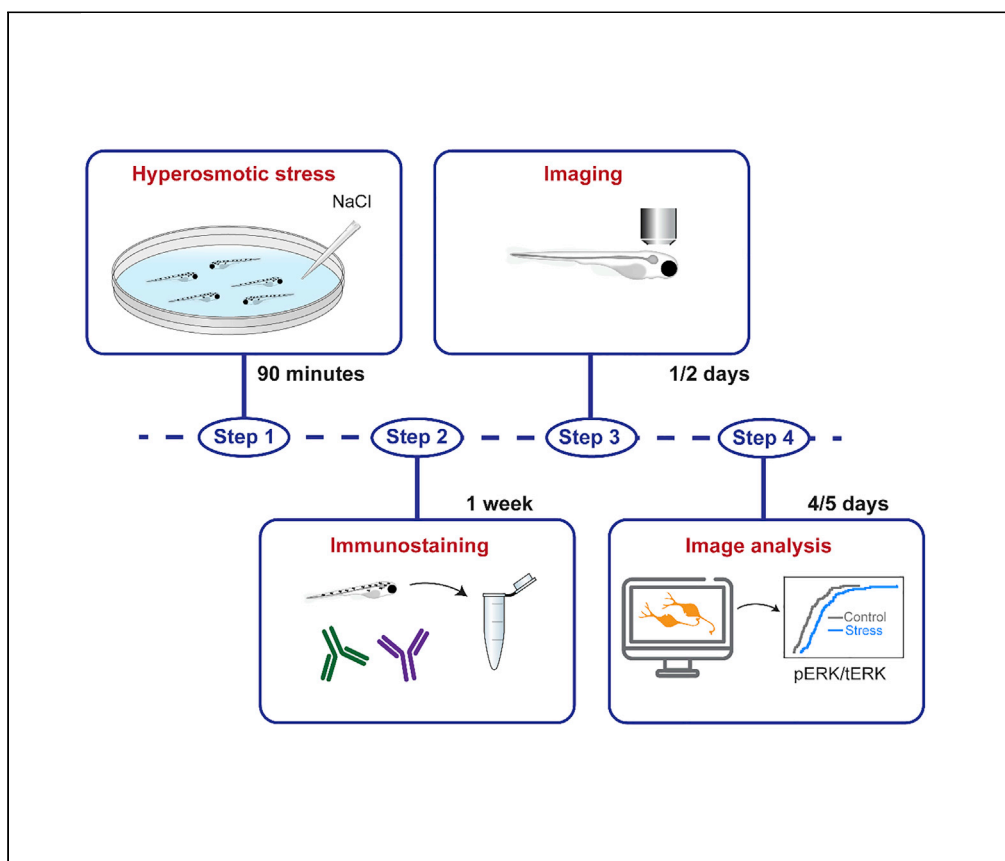 Hyperosmotic stress
NaCl
90 minutes
Imaging
1/2 days
Step 1
Step 2
Step 3
Step 4
1 week
Immunostaining
4/5 days
Image analysis
Control
Stress
pERK/tERK